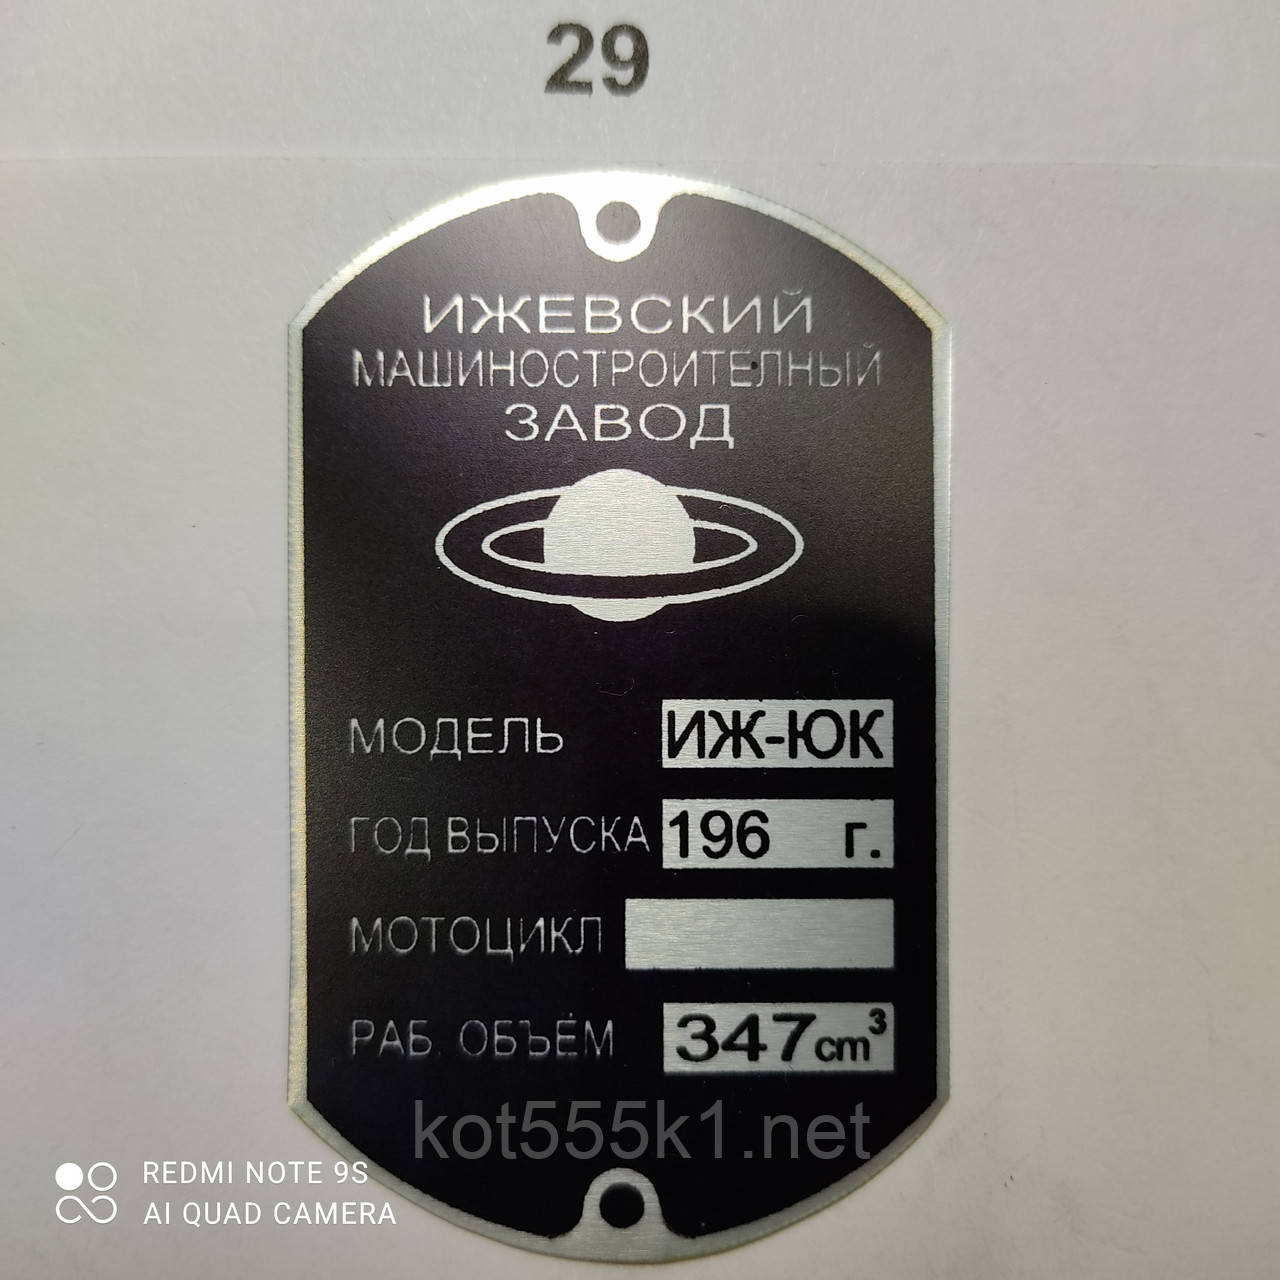 29
ИЖЕВСКИЙ
МАШИНОСТРОИТЕЛНЫЙ
ЗАВОД
МОДЕЛЬ ИЖ-ЮК
ГОД ВЫПУСКА 196 г.
МОТОЦИКЛ
РАБ. ОБЪЁМ 347cm³
kot555k1.net
REDMI NOTE 9S
AI QUAD CAMERA